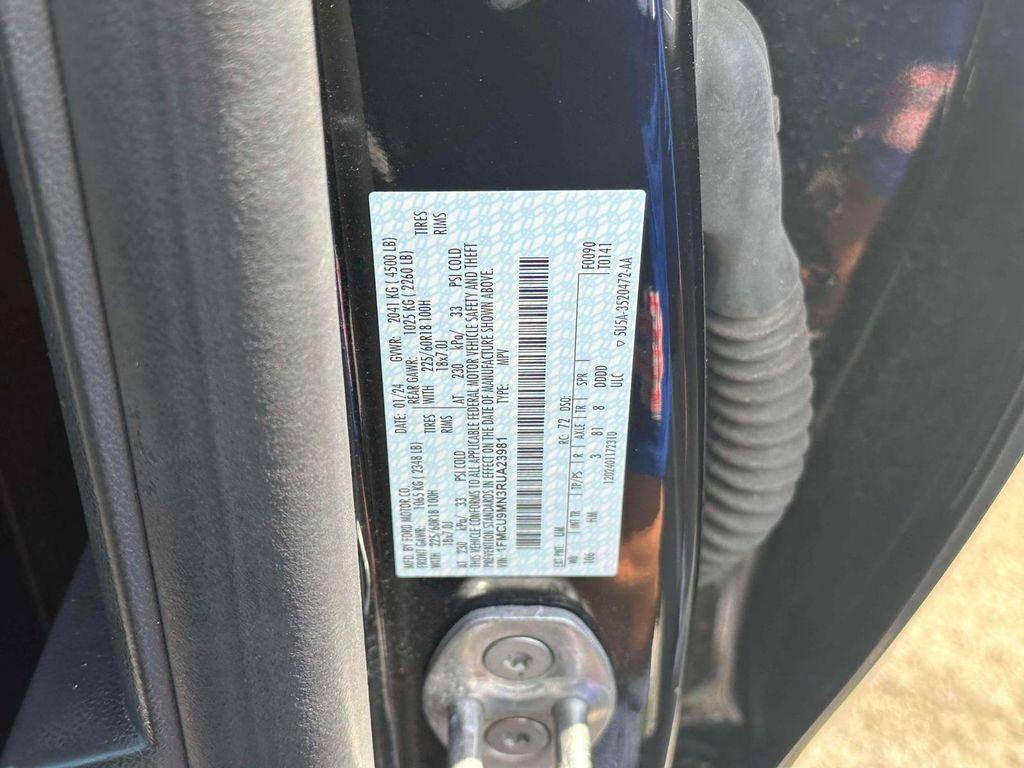 MFD. BY FORD MOTOR CO. DATE: 01/24 GVWR: 2041 KG ( 4500 LB)
FRONT GAWR: 1065 KG ( 2348 LB) REAR GAWR: 1025 KG ( 2260 LB)
WITH 225/60R18 100H TIRES WITH 225/60R18 100H TIRES
18x7.0J RIMS 18x7.0J RIMS
AT 230 kPa/ 33 PSI COLD AT 230 kPa/ 33 PSI COLD
THIS VEHICLE CONFORMS TO ALL APPLICABLE FEDERAL MOTOR VEHICLE SAFETY AND THEFT
PREVENTION STANDARDS IN EFFECT ON THE DATE OF MANUFACTURE SHOWN ABOVE.
VIN: 1FMCU9MN3RUA23981 TYPE: MPV
EXT PNT: UM RC: 72 DSO: F0090
WB INT TR TP/PS R AXLE TR SPR T0141
106 HM 3 81 8 DDDD
1202401172310 ULC ▽ 5U5A-3520472-AA